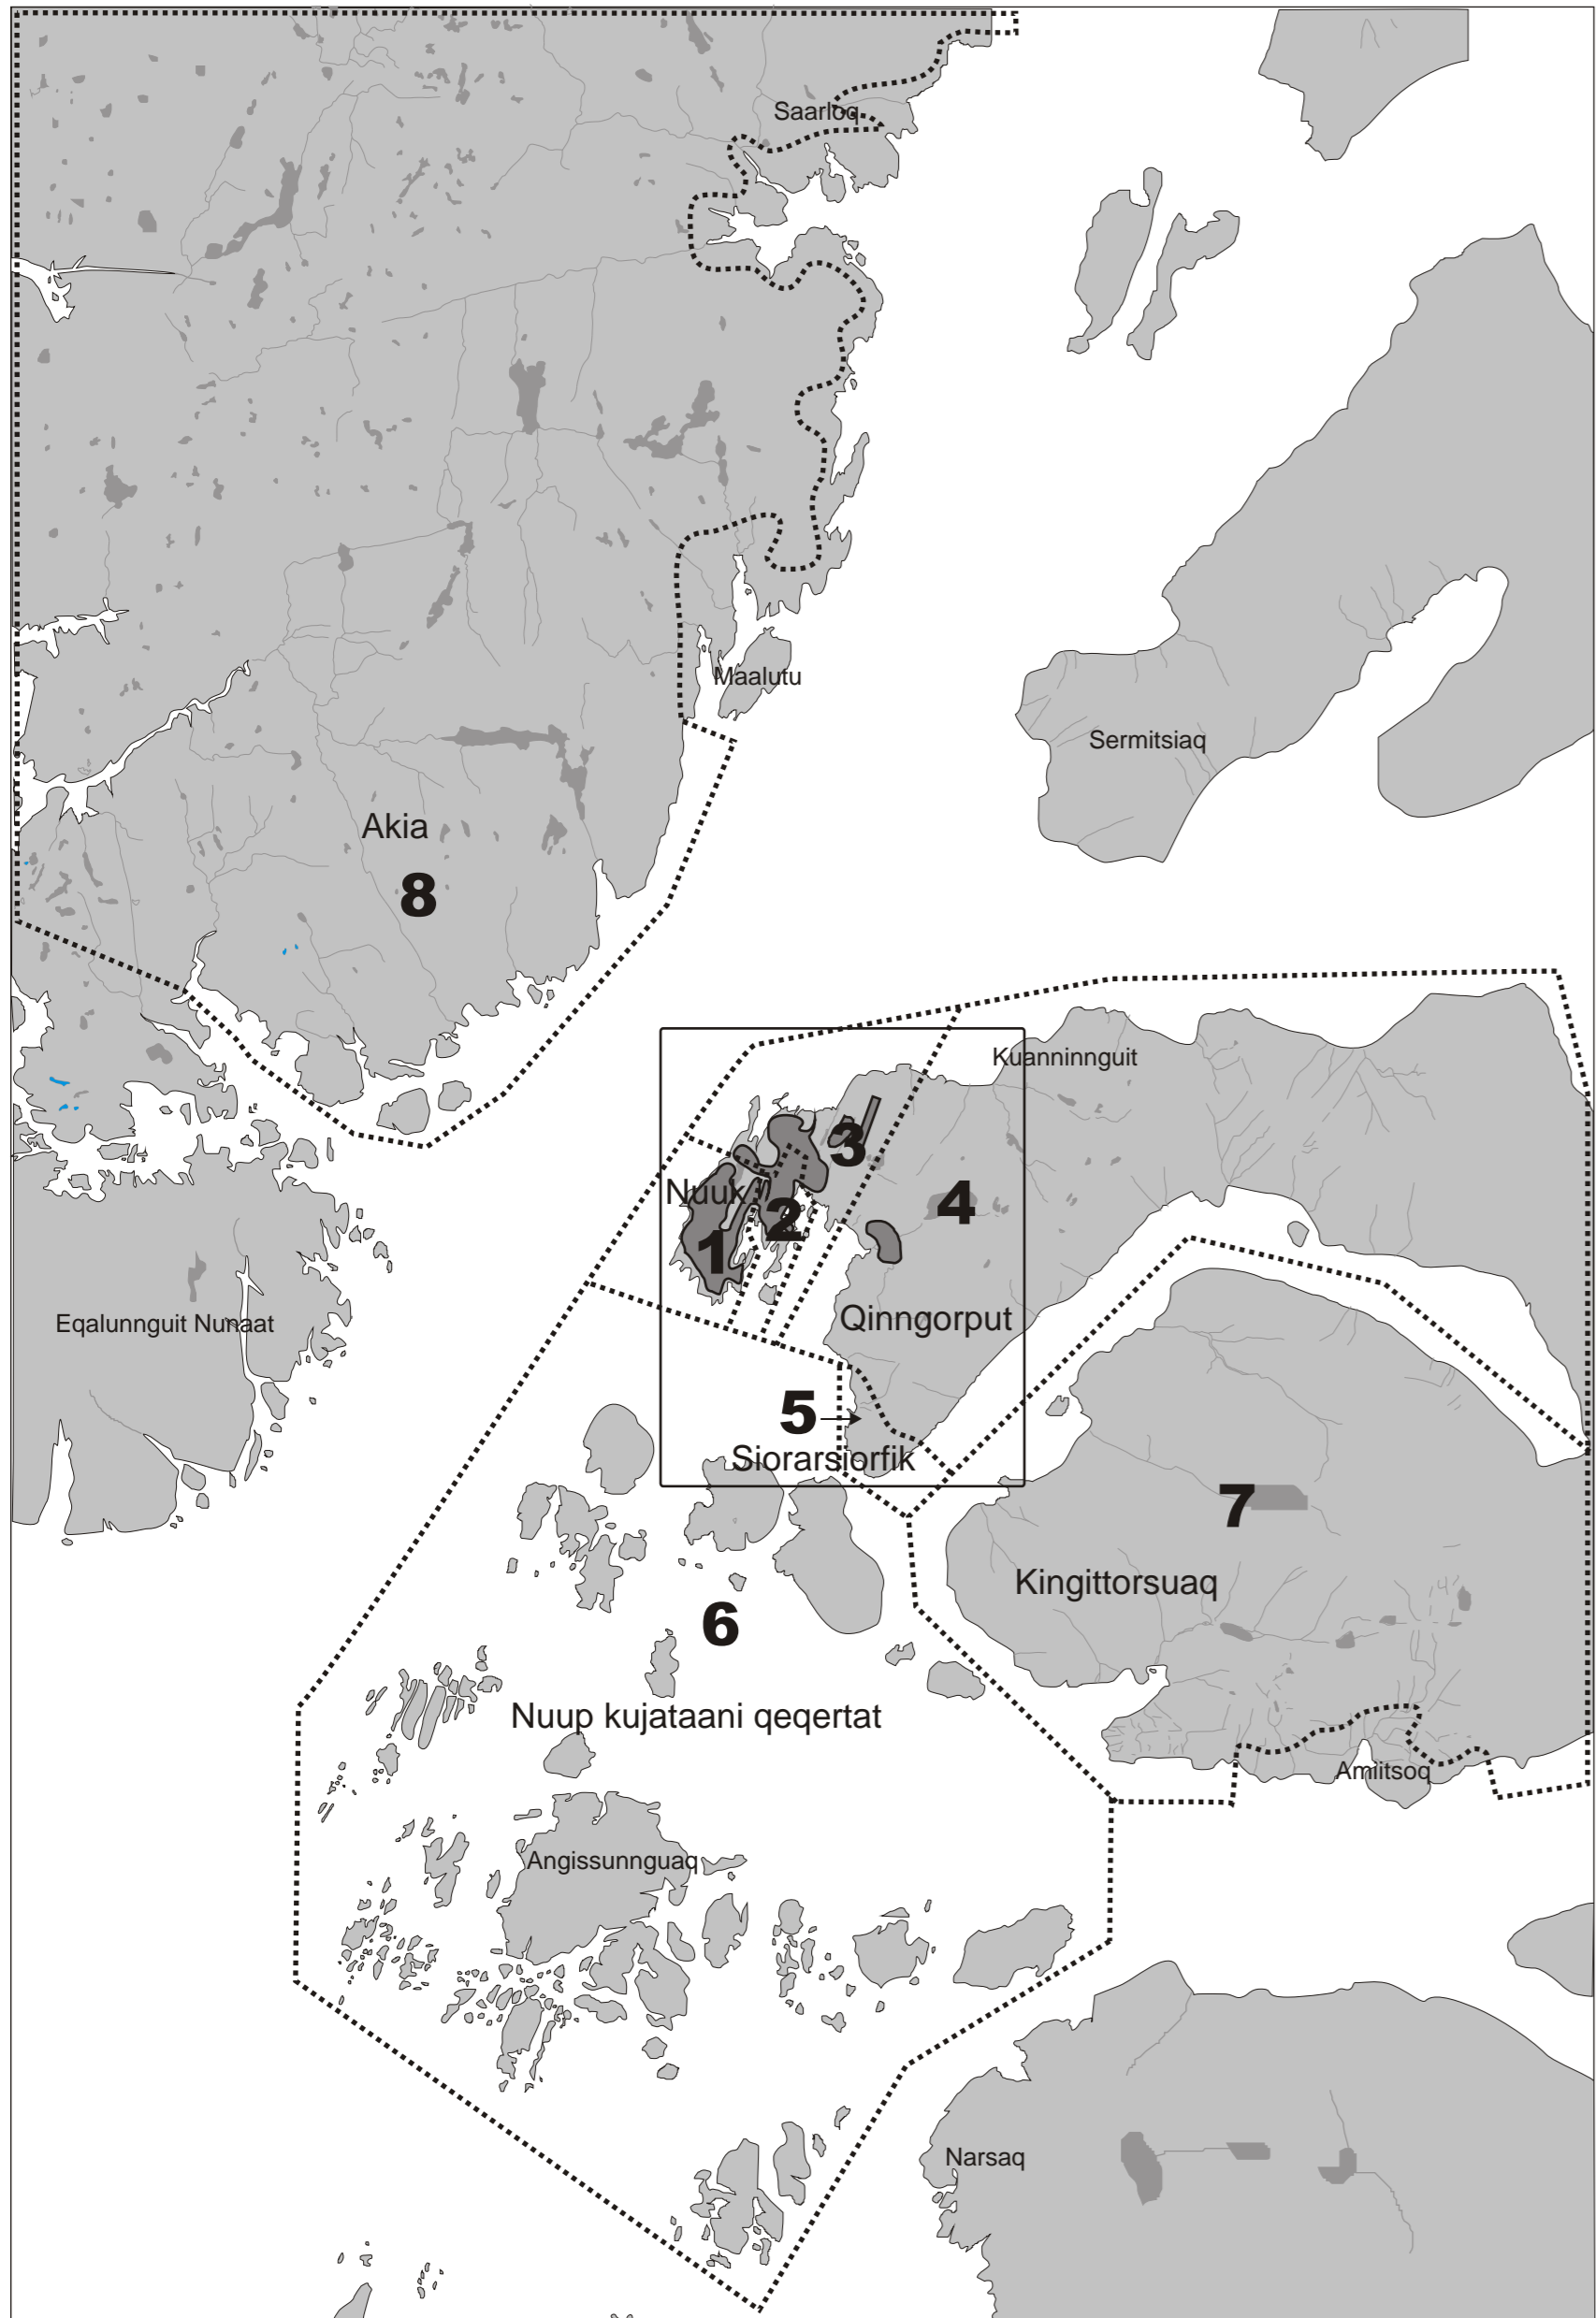 Saarloq
Maalutu
Sermitsiaq
Akia
8
Kuanninnguit
3
Nuuk
4
2
1
Qinngorput
Eqalunnguit Nunaat
5
Siorarsiorfik
7
Kingittorsuaq
6
Nuup kujataani qeqertat
Amiitsoq
Angissunnguaq
Narsaq